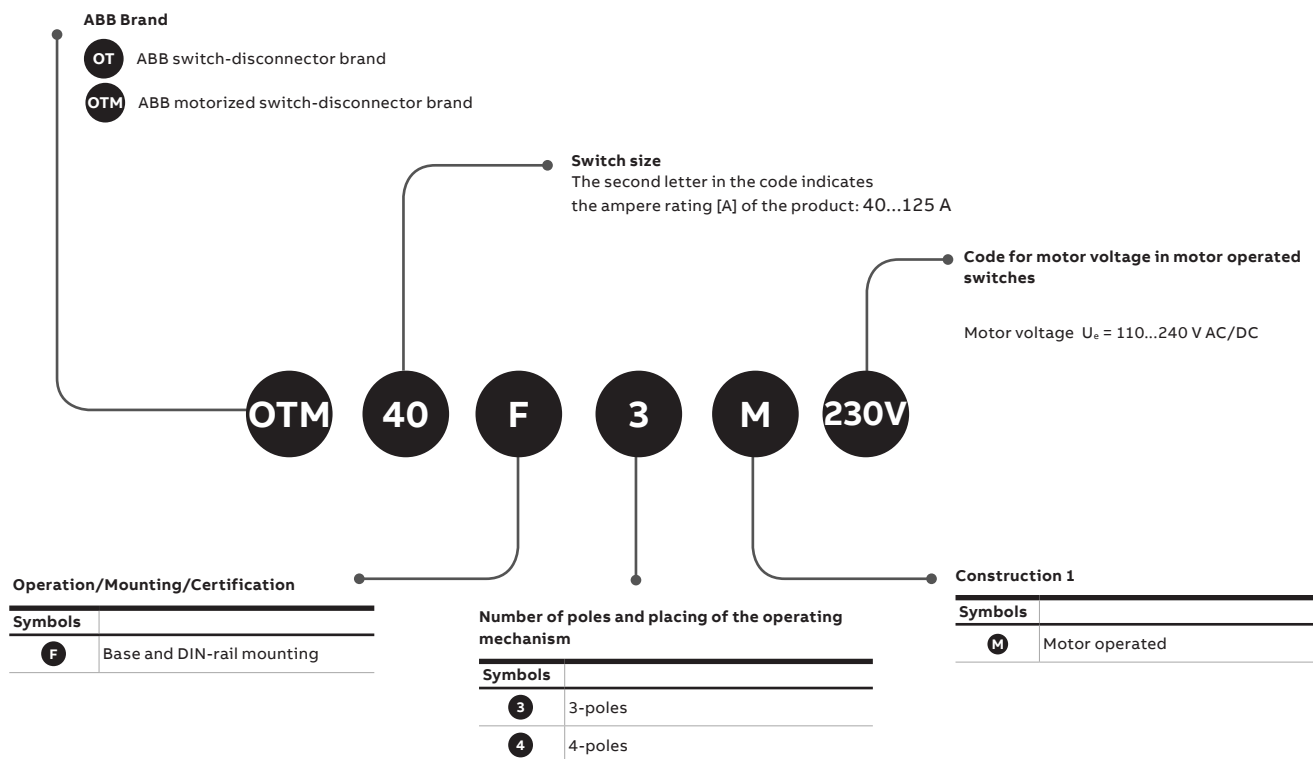 ABB Brand
OT ABB switch-disconnector brand
OTM ABB motorized switch-disconnector brand
Switch size
The second letter in the code indicates
the ampere rating [A] of the product: 40...125 A
Code for motor voltage in motor operated
switches
Motor voltage Uₑ = 110...240 V AC/DC
OTM 40 F 3 M 230V
Operation/Mounting/Certification
Symbols
F Base and DIN-rail mounting
Number of poles and placing of the operating
mechanism
Symbols
3 3-poles
4 4-poles
Construction 1
Symbols
M Motor operated